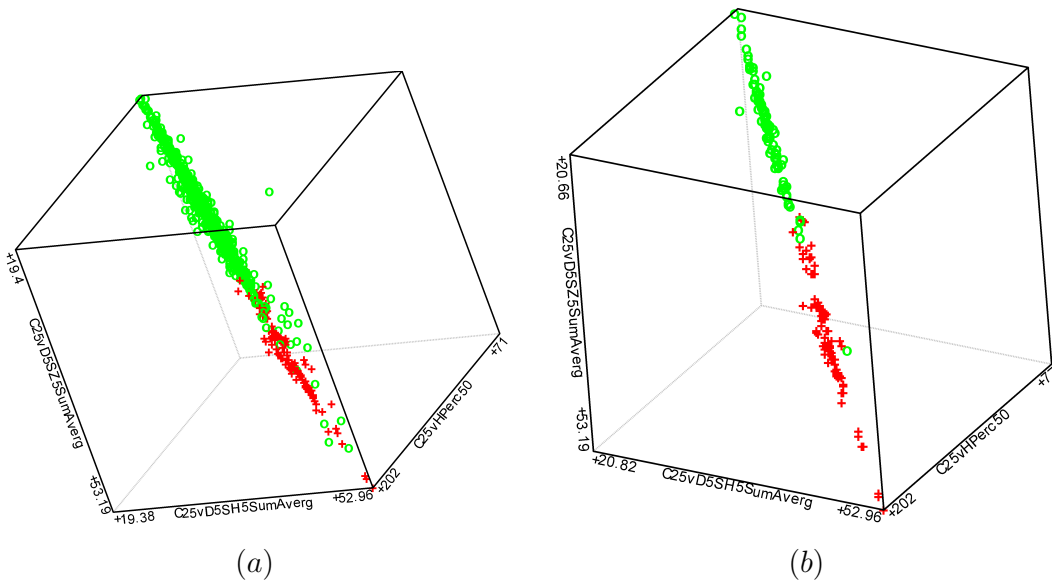 +19.4
C25vD5SZ5SumAverg
+53.19
+19.38
C25vD5SH5SumAverg
+52.96
+202
C25vHPerc50
+71
(a)
+20.66
C25vD5SZ5SumAverg
+53.19
+20.82
C25vD5SH5SumAverg
+52.96
+202
C25vHPerc50
(b)